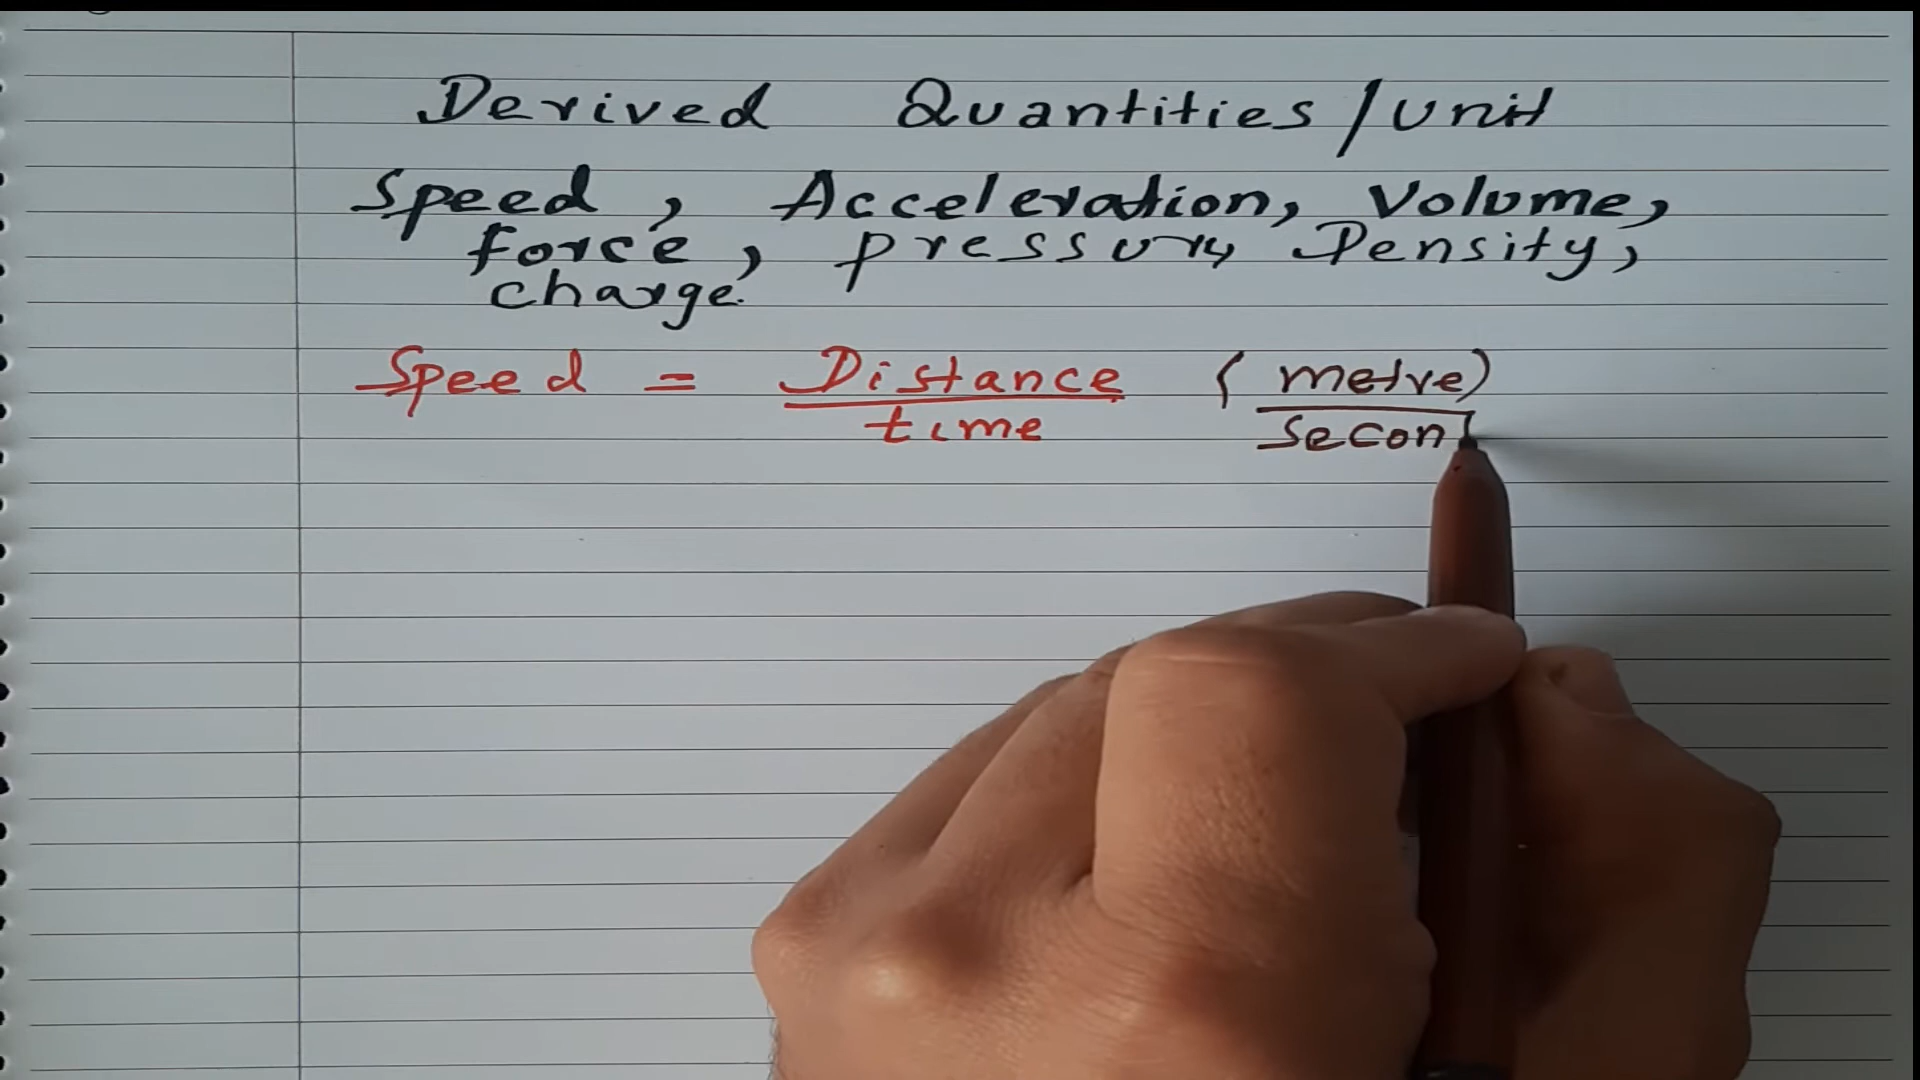 Derived Quantities/unit
Speed, Acceleration, Volume,
force, pressure, Density,
charge.
Speed = Distance (metre)
time secon